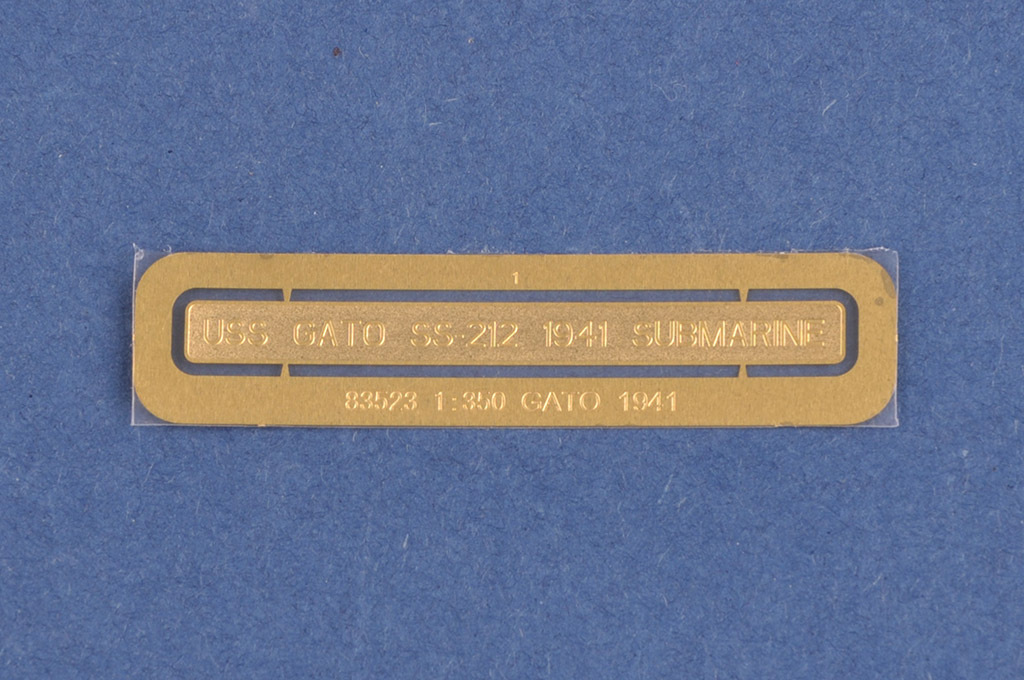 1
USS GATO SS-212 1941 SUBMARINE
83523 1:350 GATO 1941